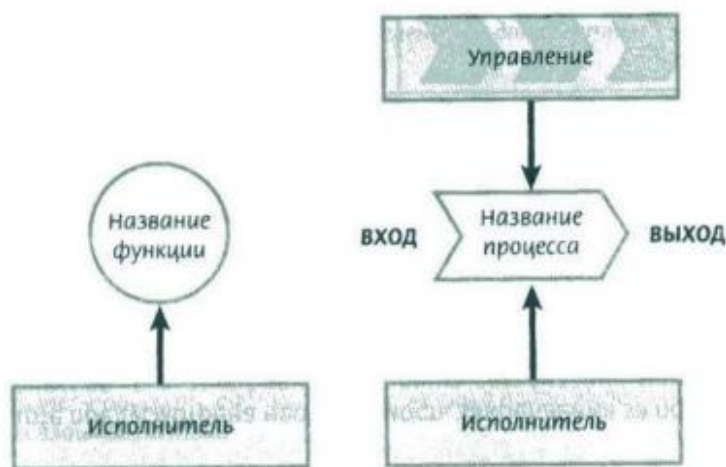 Управление
Название
функции
ВХОД
Название
процесса
ВЫХОД
Исполнитель
Исполнитель